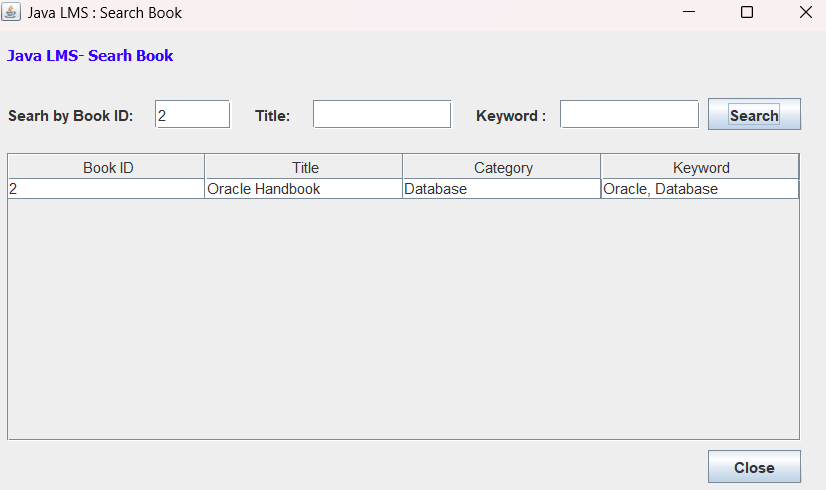 Java LMS : Search Book
Java LMS- Searh Book
Searh by Book ID: 2 Title: Keyword : Search
Book ID Title Category Keyword
2 Oracle Handbook Database Oracle, Database
Close